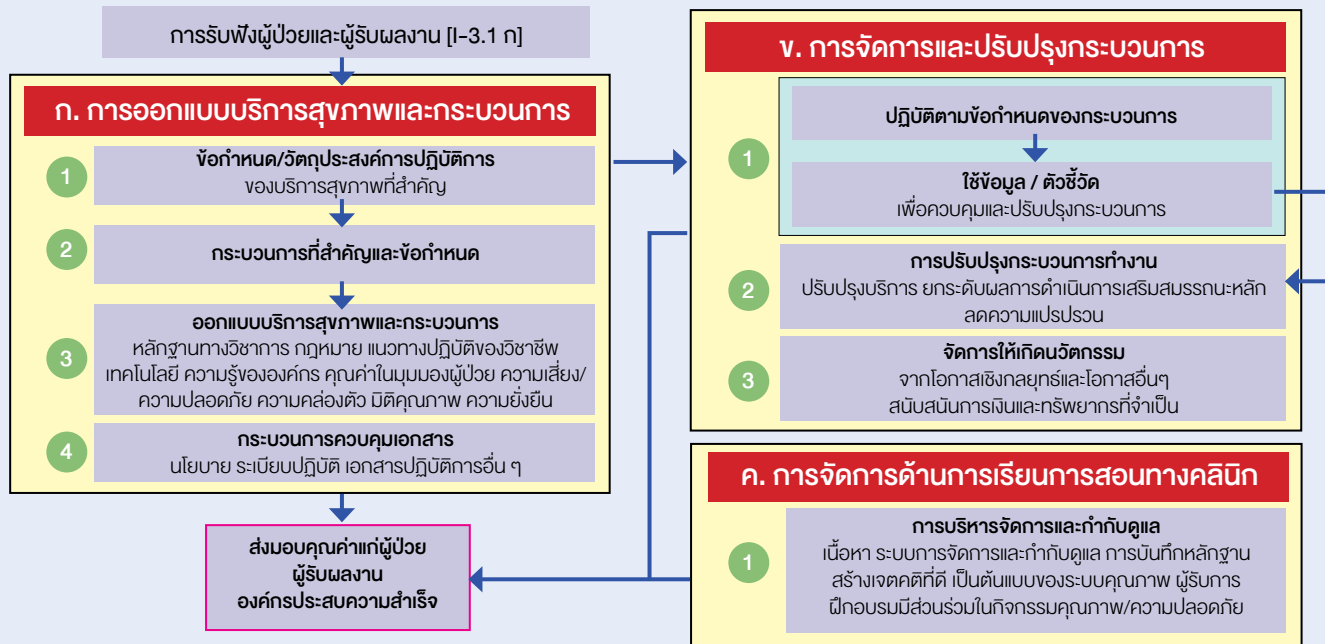 การรับฟังผู้ป่วยและผู้รับผลงาน [I-3.1 ก]
ก. การออกแบบบริการสุขภาพและกระบวนการ
1
ข้อกำหนด/วัตถุประสงค์การปฏิบัติการ
ของบริการสุขภาพที่สำคัญ
2
กระบวนการที่สำคัญและข้อกำหนด
3
ออกแบบบริการสุขภาพและกระบวนการ
หลักฐานทางวิชาการ กฎหมาย แนวทางปฏิบัติของวิชาชีพ
เทคโนโลยี ความรู้ขององค์กร คุณค่าในมุมมองผู้ป่วย ความเสี่ยง/
ความปลอดภัย ความคล่องตัว มิติคุณภาพ ความยั่งยืน
4
กระบวนการควบคุมเอกสาร
นโยบาย ระเบียบปฏิบัติ เอกสารปฏิบัติการอื่น ๆ
ส่งมอบคุณค่าแก่ผู้ป่วย
ผู้รับผลงาน
องค์กรประสบความสำเร็จ
ข. การจัดการและปรับปรุงกระบวนการ
1
ปฏิบัติตามข้อกำหนดของกระบวนการ
ใช้ข้อมูล / ตัวชี้วัด
เพื่อควบคุมและปรับปรุงกระบวนการ
2
การปรับปรุงกระบวนการทำงาน
ปรับปรุงบริการ ยกระดับผลการดำเนินการเสริมสมรรถนะหลัก
ลดความแปรปรวน
3
จัดการให้เกิดนวัตกรรม
จากโอกาสเชิงกลยุทธ์และโอกาสอื่นๆ
สนับสนุนการเงินและทรัพยากรที่จำเป็น
ค. การจัดการด้านการเรียนการสอนทางคลินิก
1
การบริหารจัดการและกำกับดูแล
เนื้อหา ระบบการจัดการและกำกับดูแล การบันทึกหลักฐาน
สร้างเจตคติที่ดี เป็นต้นแบบของระบบคุณภาพ ผู้รับการ
ฝึกอบรมมีส่วนร่วมในกิจกรรมคุณภาพ/ความปลอดภัย